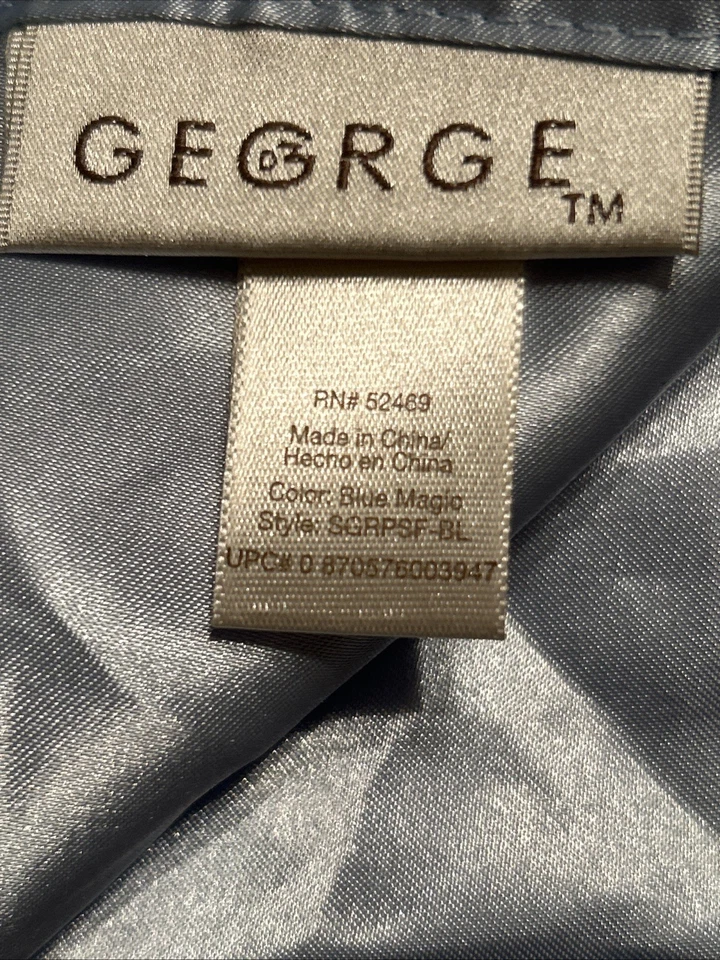 GEORGE
TM
RN# 52469
Made in China/
Hecho en China
Color: Blue Magic
Style: SGRPSF-BL
UPC# 0 870576003947